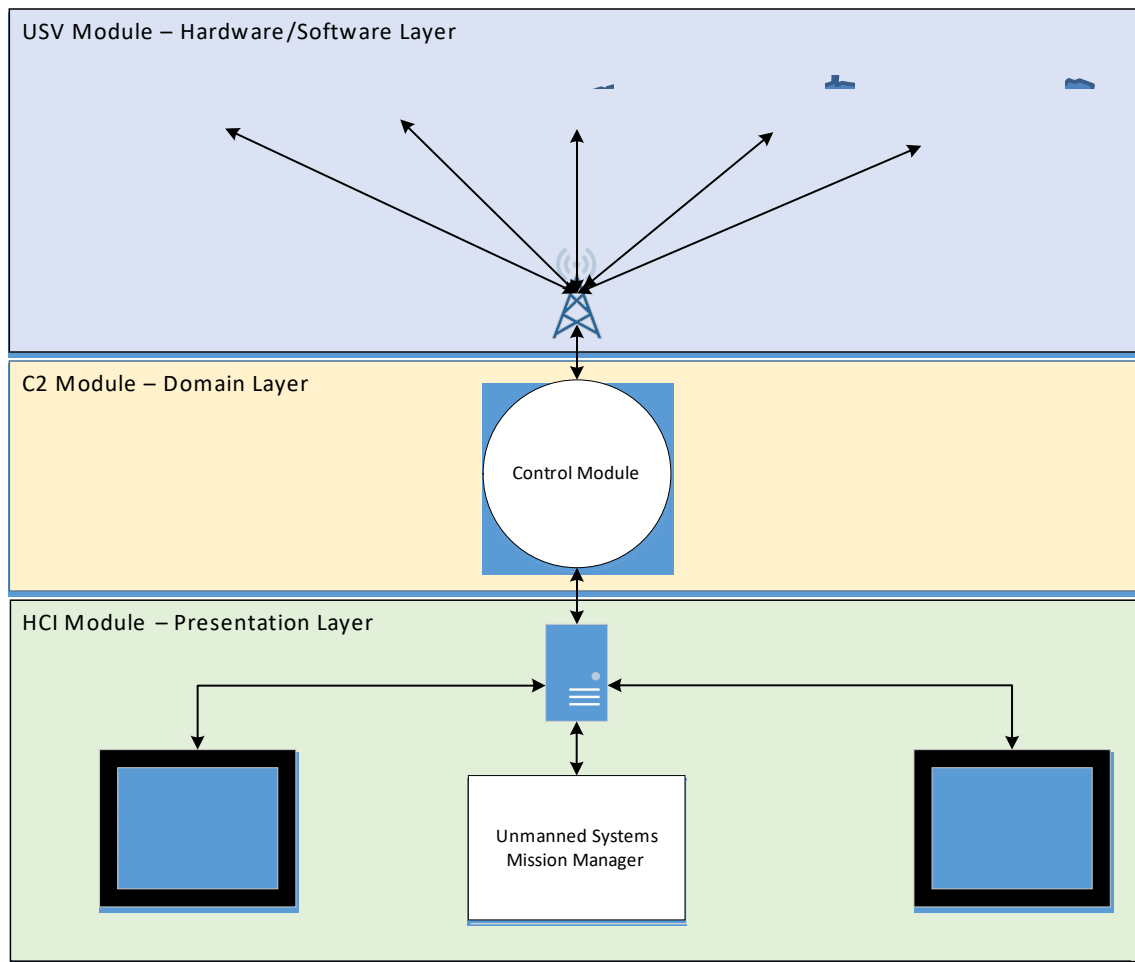 USV Module – Hardware/Software Layer
C2 Module – Domain Layer
Control Module
HCI Module – Presentation Layer
Unmanned Systems
Mission Manager